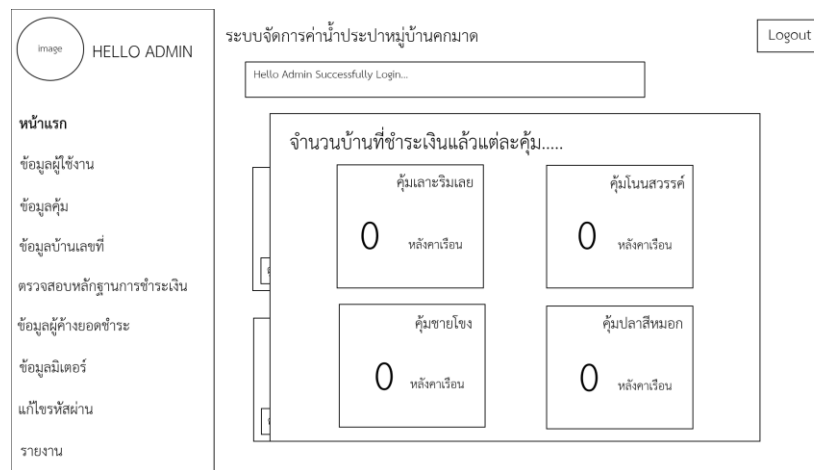 image
HELLO ADMIN
หน้าแรก
ข้อมูลผู้ใช้งาน
ข้อมูลคุ้ม
ข้อมูลบ้านเลขที่
ตรวจสอบหลักฐานการชำระเงิน
ข้อมูลผู้ค้างยอดชำระ
ข้อมูลมิเตอร์
แก้ไขรหัสผ่าน
รายงาน
ระบบจัดการค่าน้ำประปาหมู่บ้านคกมาด
Logout
Hello Admin Successfully Login...
จำนวนบ้านที่ชำระเงินแล้วแต่ละคุ้ม.....
คุ้มเลาะริมเลย
0 หลังคาเรือน
คุ้มโนนสวรรค์
0 หลังคาเรือน
คุ้มชายโขง
0 หลังคาเรือน
คุ้มปลาสีหมอก
0 หลังคาเรือน